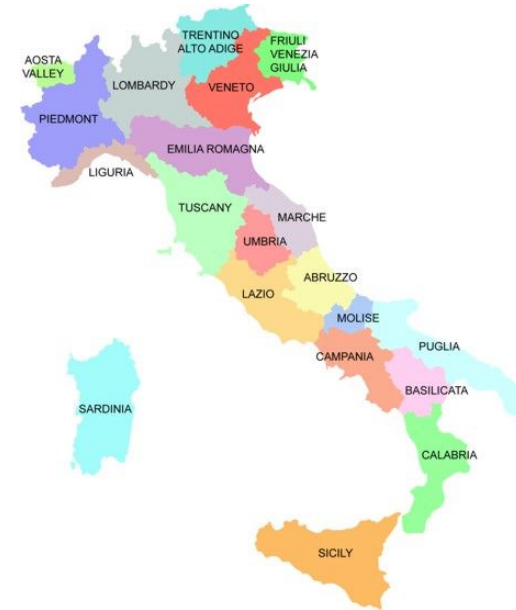 TRENTINO
ALTO ADIGE
FRIULI
VENEZIA
GIULIA
AOSTA
VALLEY
LOMBARDY
VENETO
PIEDMONT
EMILIA ROMAGNA
LIGURIA
TUSCANY
MARCHE
UMBRIA
ABRUZZO
LAZIO
MOLISE
PUGLIA
CAMPANIA
BASILICATA
SARDINIA
CALABRIA
SICILY